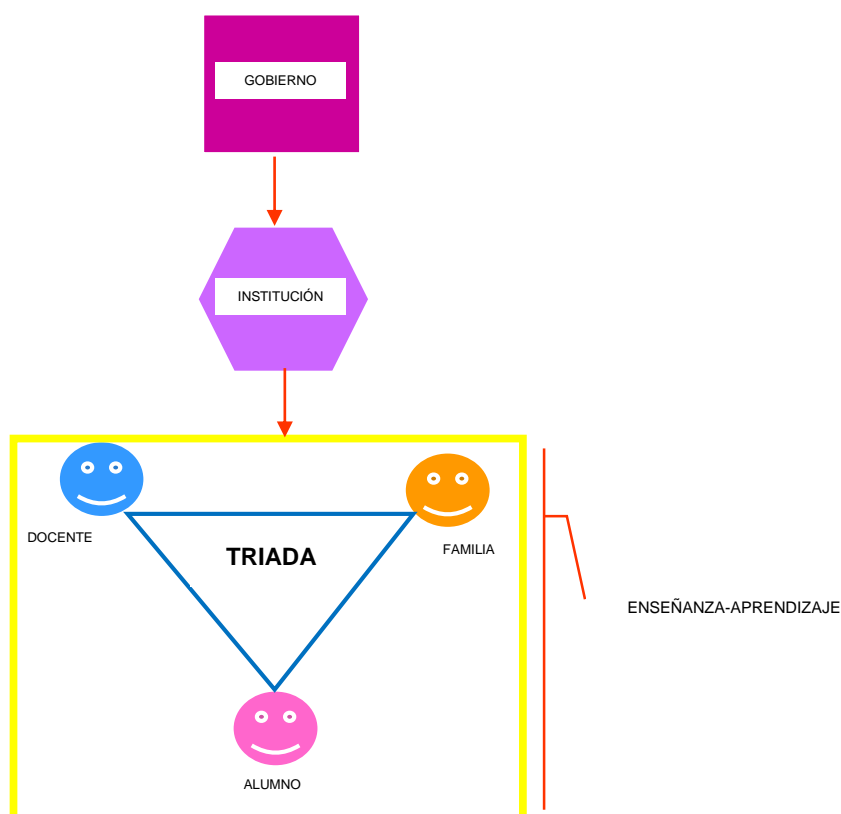 GOBIERNO
INSTITUCIÓN
DOCENTE
TRIADA
FAMILIA
ENSEÑANZA-APRENDIZAJE
ALUMNO